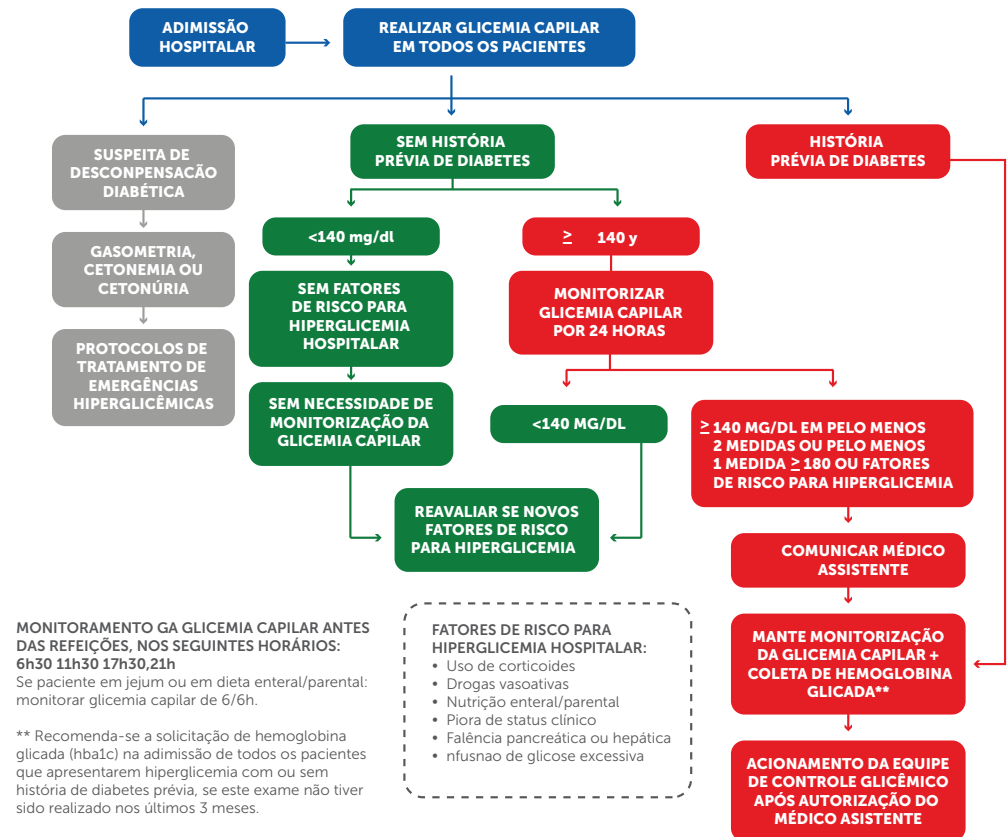 ADIMISSÃO
HOSPITALAR
REALIZAR GLICEMIA CAPILAR
EM TODOS OS PACIENTES
SUSPEITA DE
DESCONPENSACÃO
DIABÉTICA
GASOMETRIA,
CETONEMIA OU
CETONÚRIA
PROTOCOLOS DE
TRATAMENTO DE
EMERGÊNCIAS
HIPERGLICÊMICAS
SEM HISTÓRIA
PRÉVIA DE DIABETES
<140 mg/dl
SEM FATORES
DE RISCO PARA
HIPERGLICEMIA
HOSPITALAR
SEM NECESSIDADE DE
MONITORIZAÇÃO DA
GLICEMIA CAPILAR
≥ 140 y
MONITORIZAR
GLICEMIA CAPILAR
POR 24 HORAS
<140 MG/DL
REAVALIAR SE NOVOS
FATORES DE RISCO
PARA HIPERGLICEMIA
HISTÓRIA
PRÉVIA DE DIABETES
≥ 140 MG/DL EM PELO MENOS
2 MEDIDAS OU PELO MENOS
1 MEDIDA ≥ 180 OU FATORES
DE RISCO PARA HIPERGLICEMIA
COMUNICAR MÉDICO
ASSISTENTE
MANTE MONITORIZAÇÃO
DA GLICEMIA CAPILAR +
COLETA DE HEMOGLOBINA
GLICADA**
ACIONAMENTO DA EQUIPE
DE CONTROLE GLICÊMICO
APÓS AUTORIZAÇÃO DO
MÉDICO ASISTENTE
MONITORAMENTO GA GLICEMIA CAPILAR ANTES
DAS REFEIÇÕES, NOS SEGUINTES HORÁRIOS:
6h30 11h30 17h30,21h
Se paciente em jejum ou em dieta enteral/parental:
monitorar glicemia capilar de 6/6h.
** Recomenda-se a solicitação de hemoglobina
glicada (hba1c) na admissão de todos os pacientes
que apresentarem hiperglicemia com ou sem
história de diabetes prévia, se este exame não tiver
sido realizado nos últimos 3 meses.
FATORES DE RISCO PARA
HIPERGLICEMIA HOSPITALAR:
• Uso de corticoides
• Drogas vasoativas
• Nutrição enteral/parental
• Piora de status clínico
• Falência pancreática ou hepática
• nfusnao de glicose excessiva